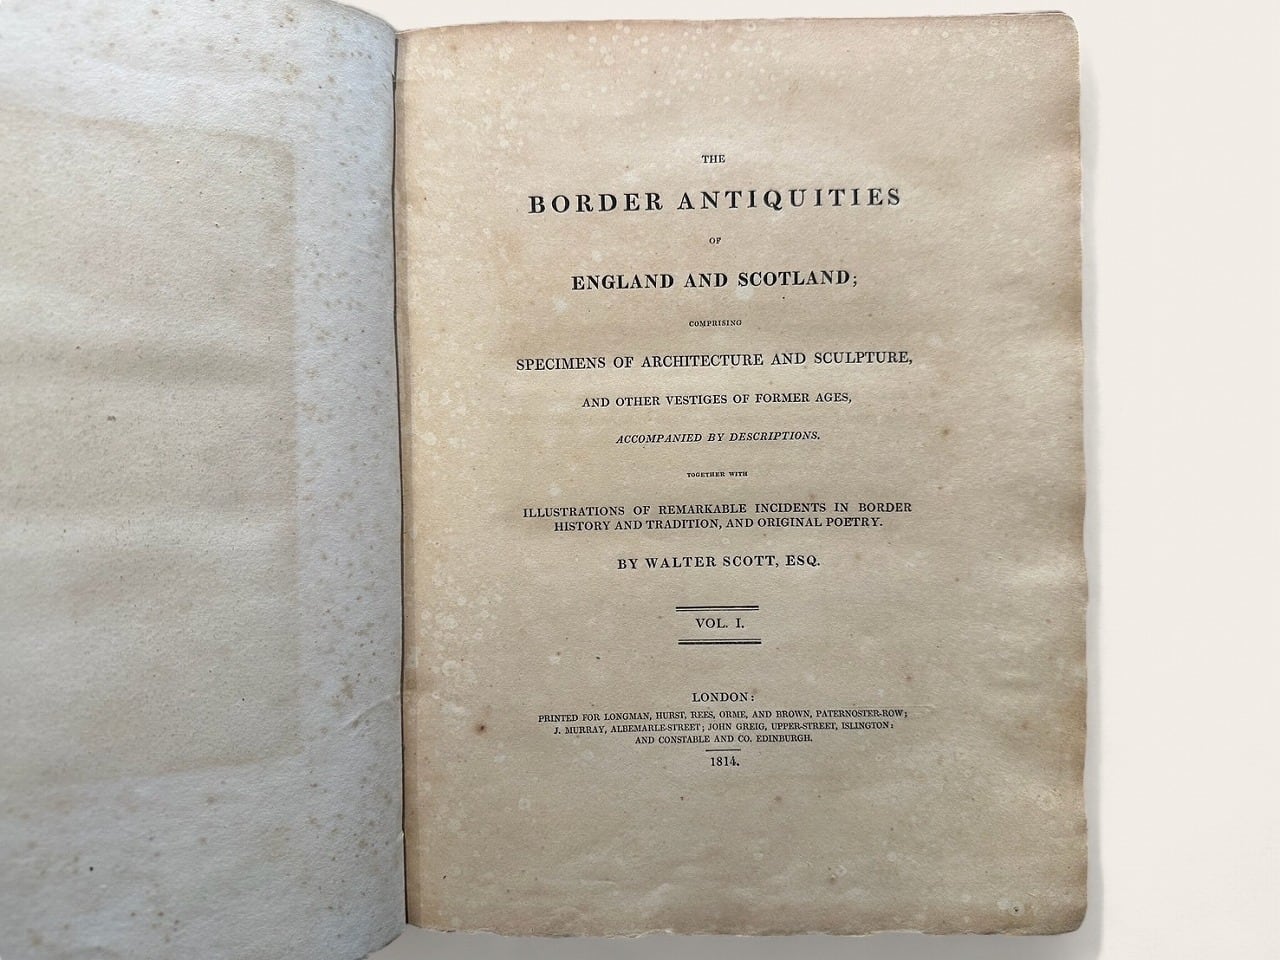 THE
BORDER ANTIQUITIES
OF
ENGLAND AND SCOTLAND;
COMPRISING
SPECIMENS OF ARCHITECTURE AND SCULPTURE,
AND OTHER VESTIGES OF FORMER AGES,
ACCOMPANIED BY DESCRIPTIONS.
TOGETHER WITH
ILLUSTRATIONS OF REMARKABLE INCIDENTS IN BORDER
HISTORY AND TRADITION, AND ORIGINAL POETRY.
BY WALTER SCOTT, ESQ.
VOL. I.
LONDON:
PRINTED FOR LONGMAN, HURST, REES, ORME, AND BROWN, PATERNOSTER-ROW;
J. MURRAY, ALBEMARLE-STREET; JOHN GREIG, UPPER-STREET, ISLINGTON:
AND CONSTABLE AND CO. EDINBURGH.
1814.